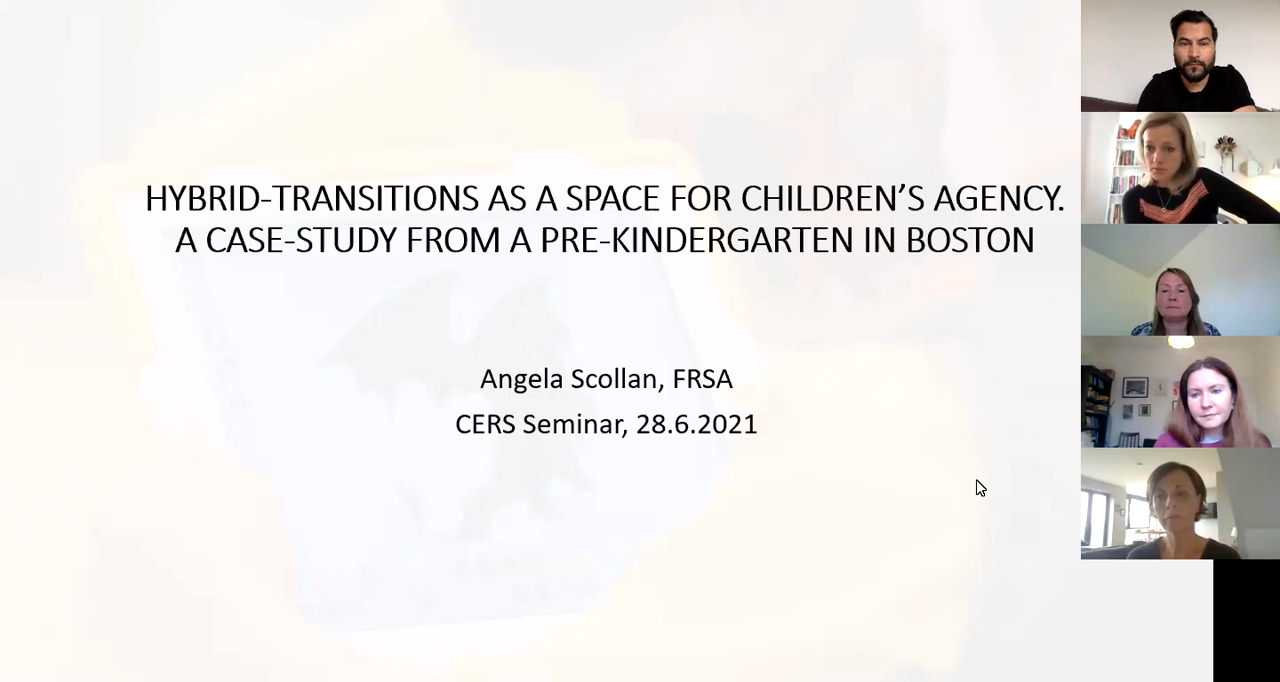 HYBRID-TRANSITIONS AS A SPACE FOR CHILDREN’S AGENCY.
A CASE-STUDY FROM A PRE-KINDERGARTEN IN BOSTON
Angela Scollan, FRSA
CERS Seminar, 28.6.2021